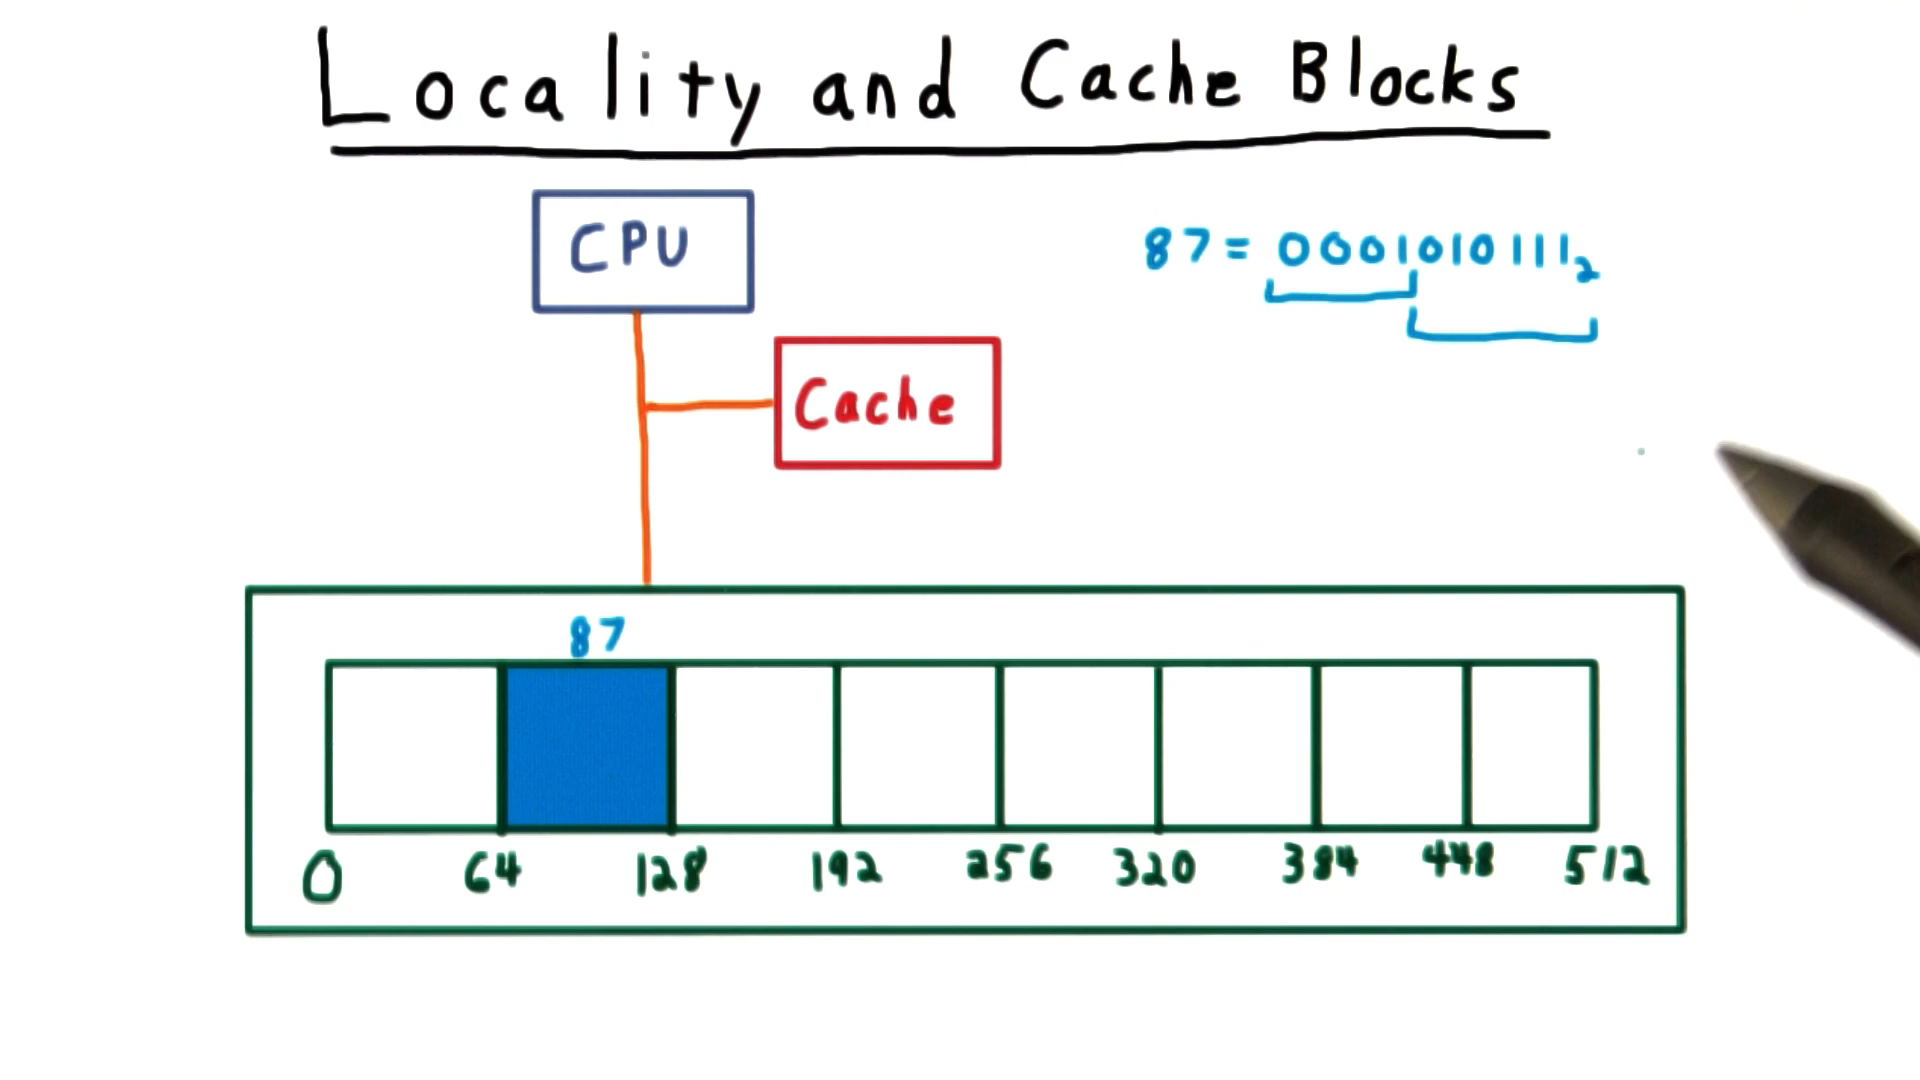 Locality and Cache Blocks
CPU
87 = 0001010111₂
Cache
87
0 64 128 192 256 320 384 448 512